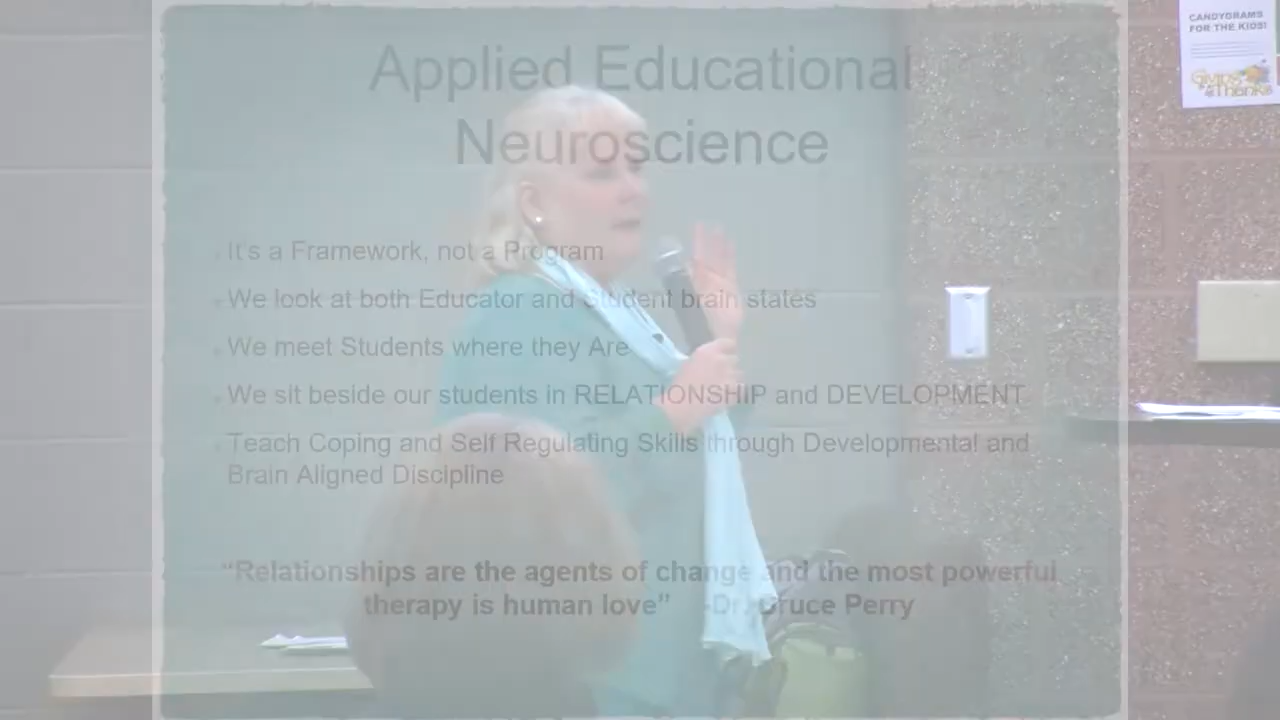 CANDYGRAMS
FOR THE KIDS!
Giving
Thanks
Applied Educational
Neuroscience
It's a Framework, not a Program
We look at both Educator and Student brain states
We meet Students where they Are
We sit beside our students in RELATIONSHIP and DEVELOPMENT
Teach Coping and Self Regulating Skills through Developmental and
Brain Aligned Discipline
“Relationships are the agents of change and the most powerful
therapy is human love” -Dr. Bruce Perry